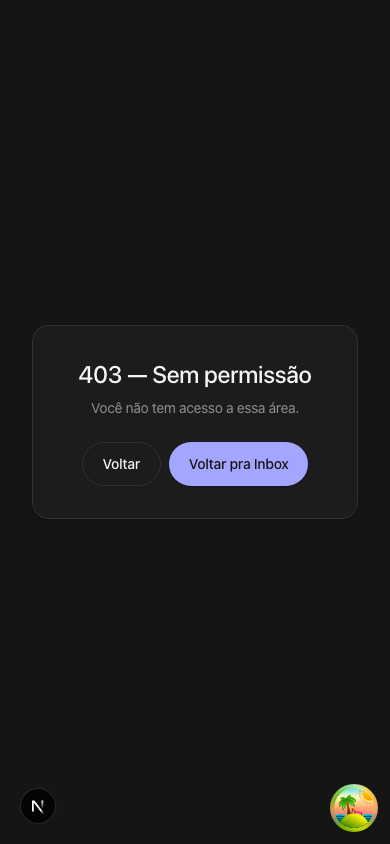 403 — Sem permissão
Você não tem acesso a essa área.
Voltar
Voltar pra Inbox
N